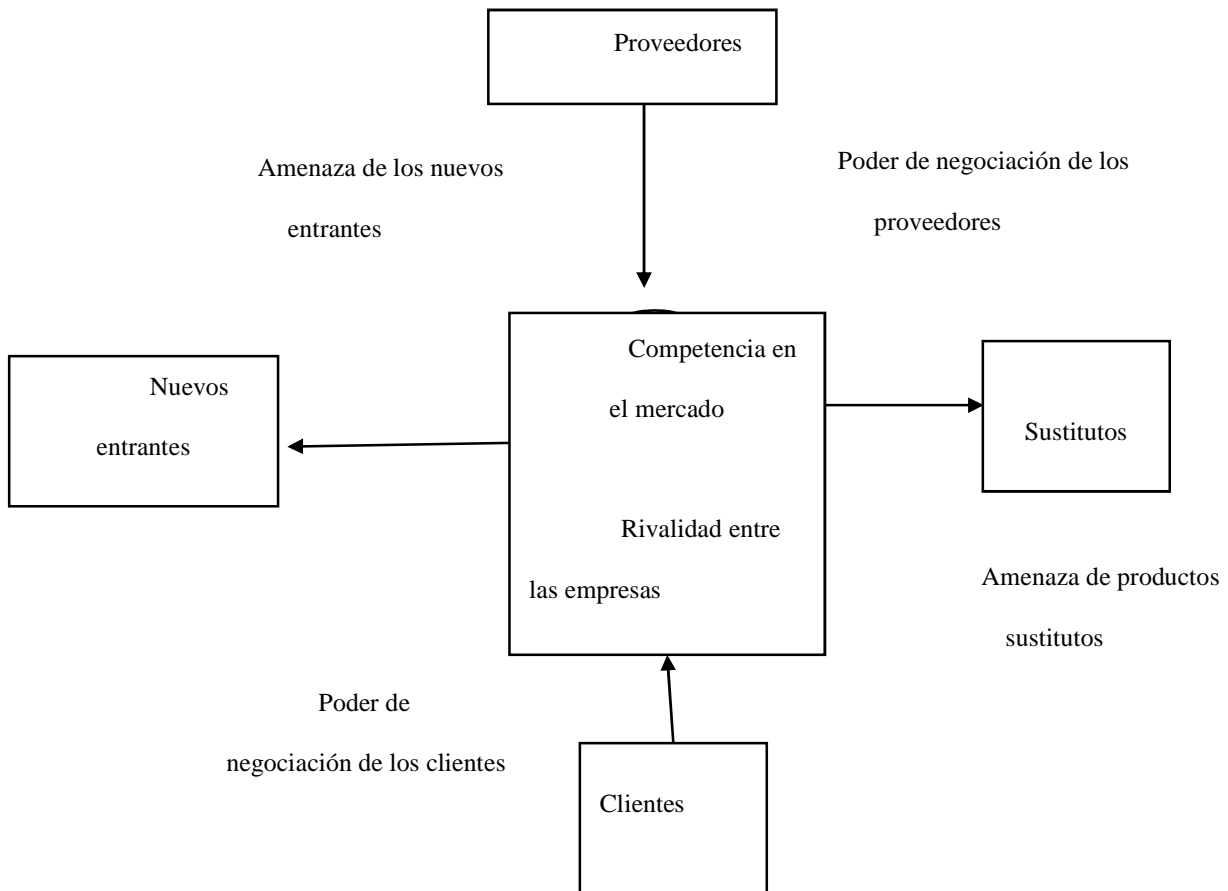 Proveedores
Amenaza de los nuevos
entrantes
Poder de negociación de los
proveedores
Competencia en
el mercado
Nuevos
entrantes
Sustitutos
Rivalidad entre
las empresas
Amenaza de productos
sustitutos
Poder de
negociación de los clientes
Clientes